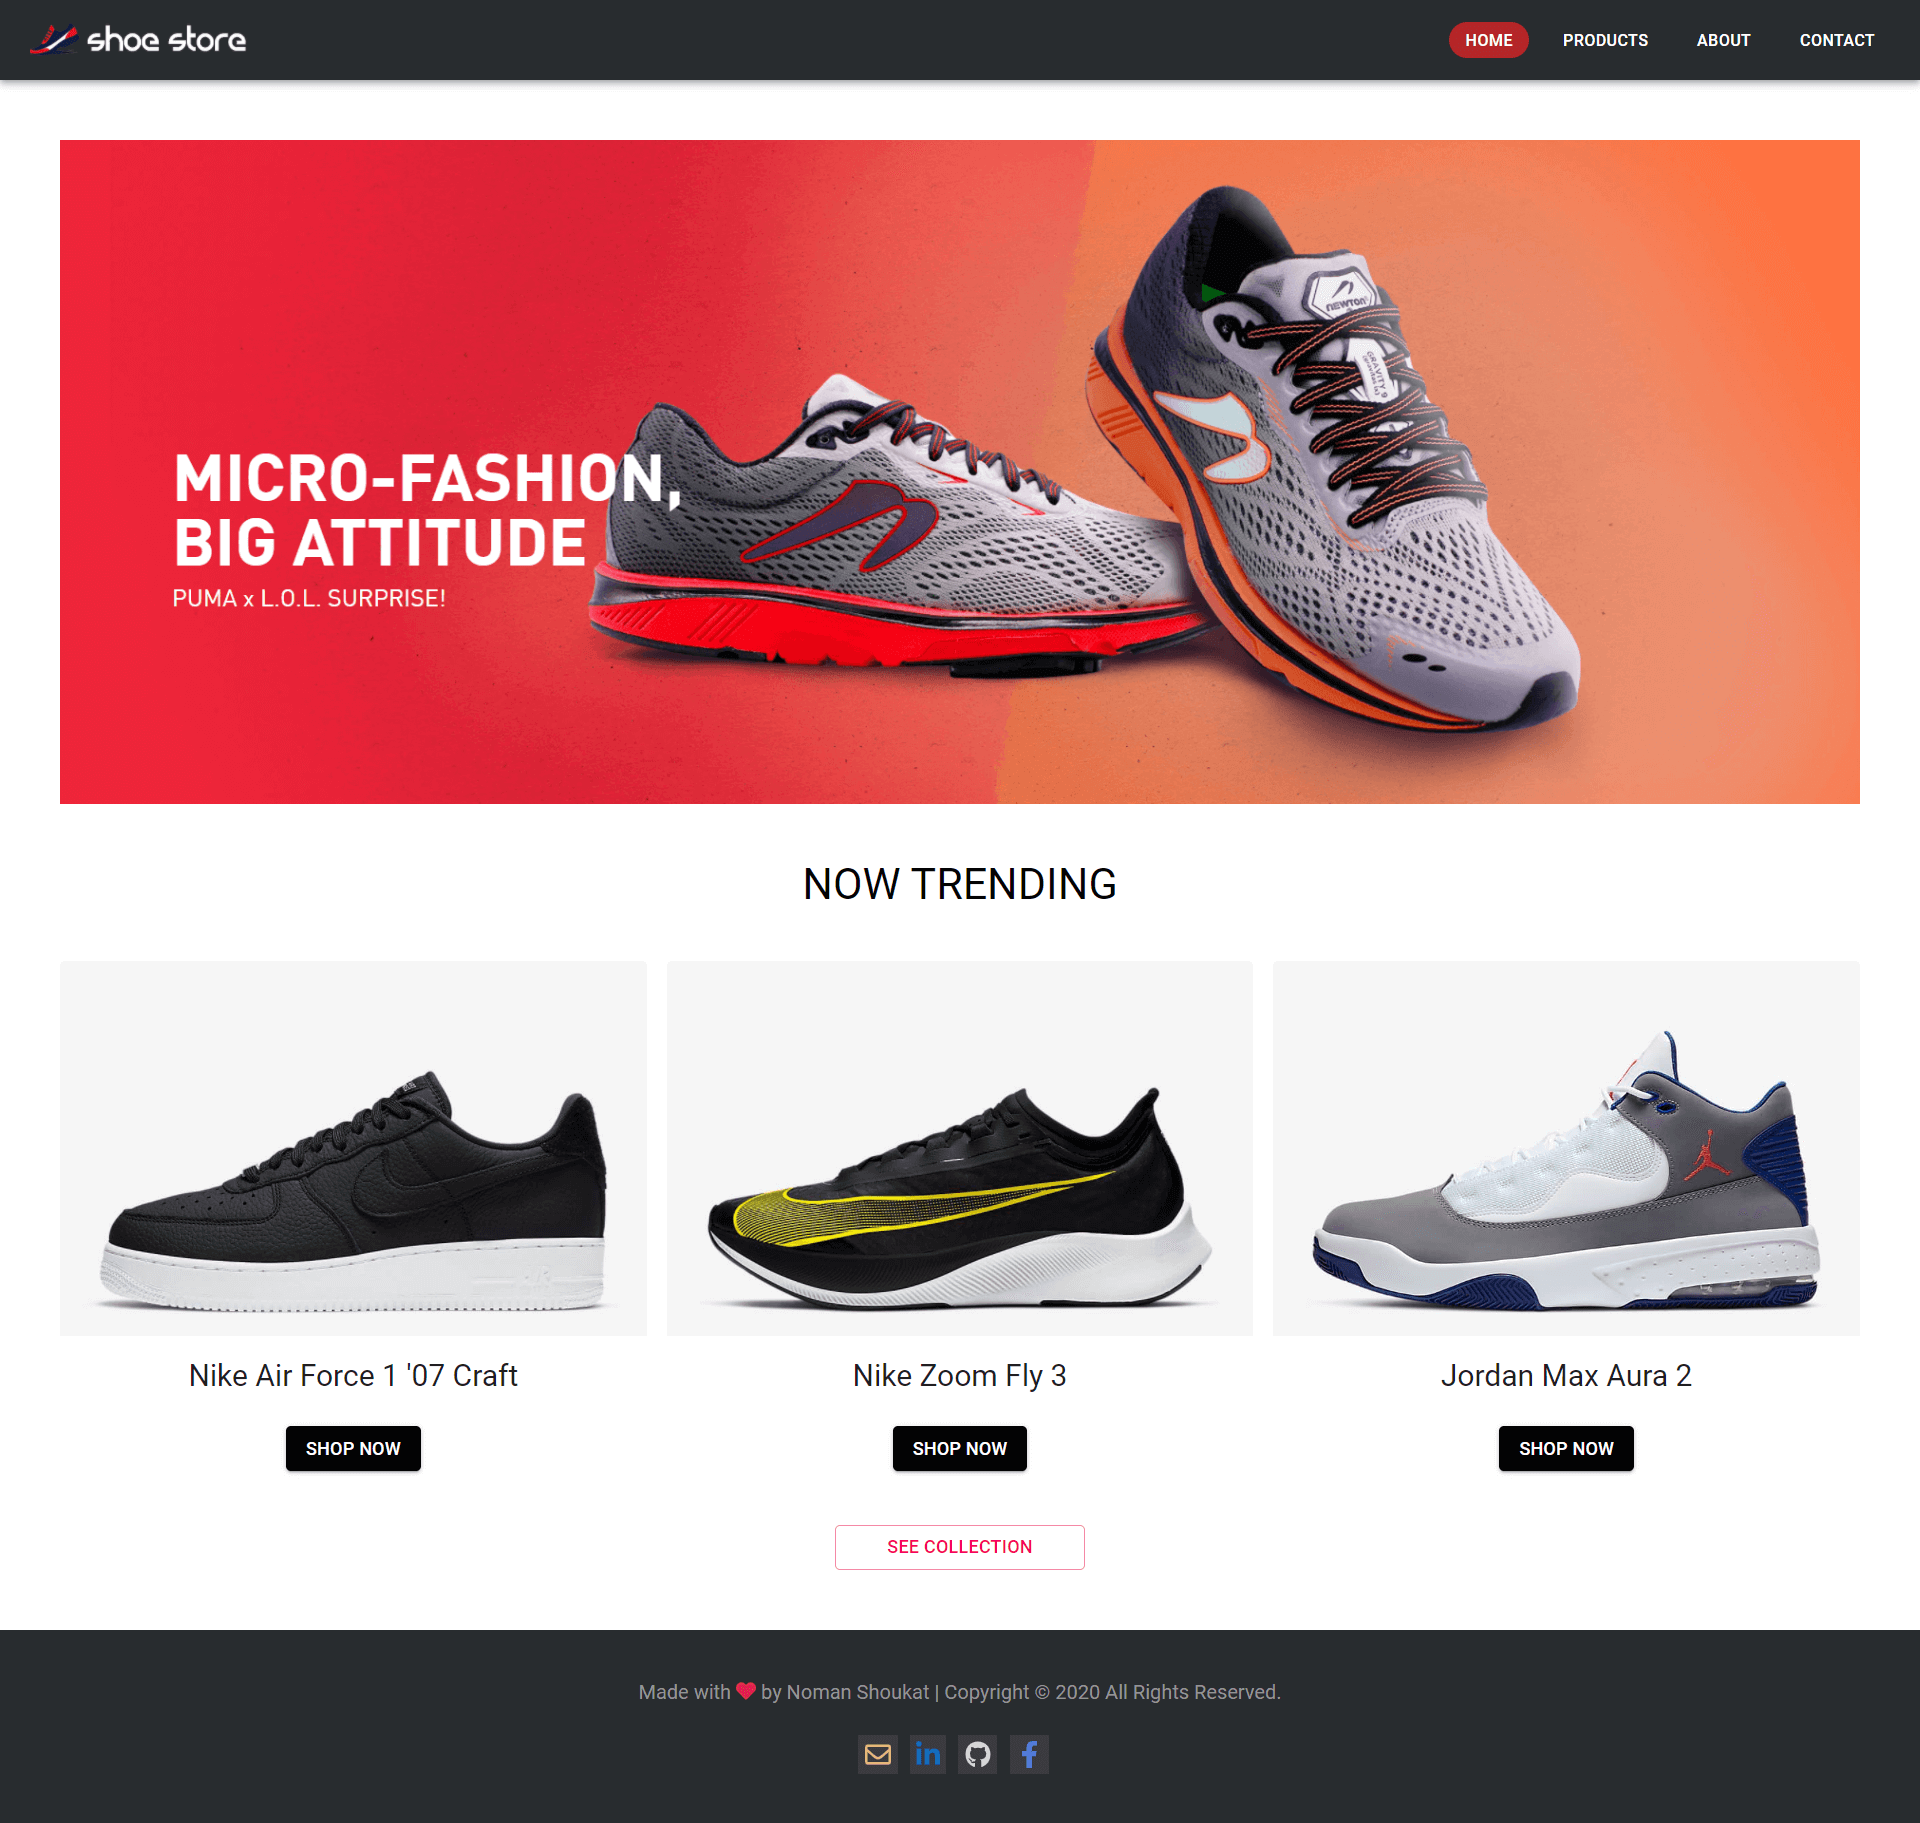 shoe store
HOME PRODUCTS ABOUT CONTACT
NEWTON
GRAVITY 9
MICRO-FASHION,
BIG ATTITUDE
PUMA x L.O.L. SURPRISE!
NOW TRENDING
Nike Air Force 1 '07 Craft
Nike Zoom Fly 3
Jordan Max Aura 2
SHOP NOW
SHOP NOW
SHOP NOW
SEE COLLECTION
Made with by Noman Shoukat | Copyright © 2020 All Rights Reserved.